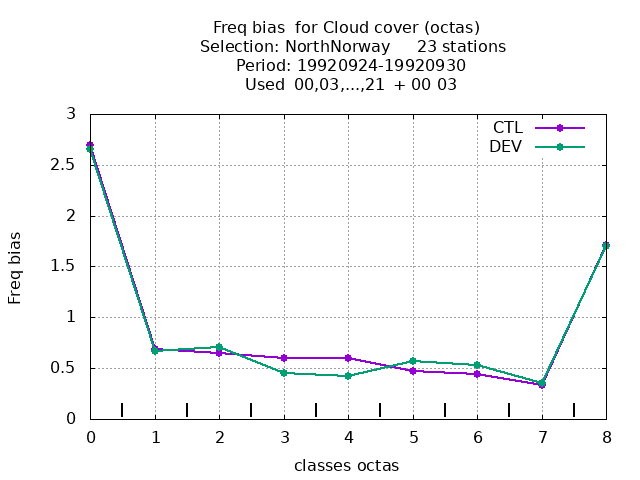 Freq bias  for Cloud cover (octas)
Selection: NorthNorway     23 stations
Period: 19920924-19920930
Used  00,03,...,21  + 00 03
CTL
DEV
3
2.5
2
1.5
1
0.5
0
Freq bias
0 1 2 3 4 5 6 7 8
classes octas